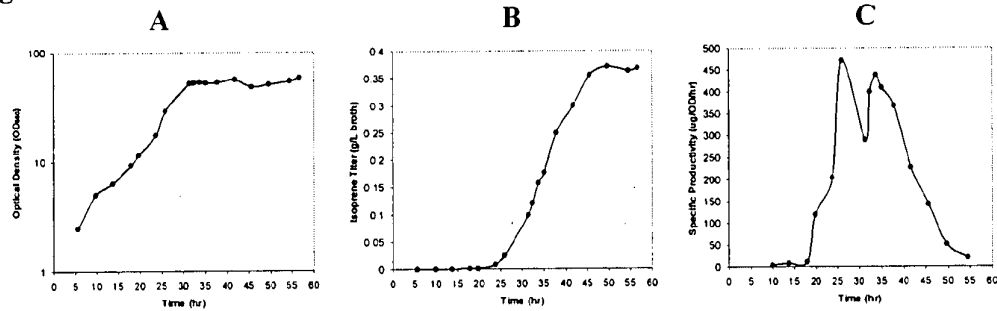 A
B
C
Optical Density (OD₅₅₀)
100
10
1
0 5 10 15 20 25 30 35 40 45 50 55 60
Time (hr)
Isoprene Titer (g/L broth)
0 4
0.35
0.3
0.25
0.2
0.15
0.1
0 05
0
0 5 10 15 20 25 30 35 40 45 50 55 60
Time (hr)
Specific Productivity (ug/OD/hr)
500
450
400
350
300
250
200
150
100
50
0
0 5 10 15 20 25 30 35 40 45 50 55 60
Time (hr)